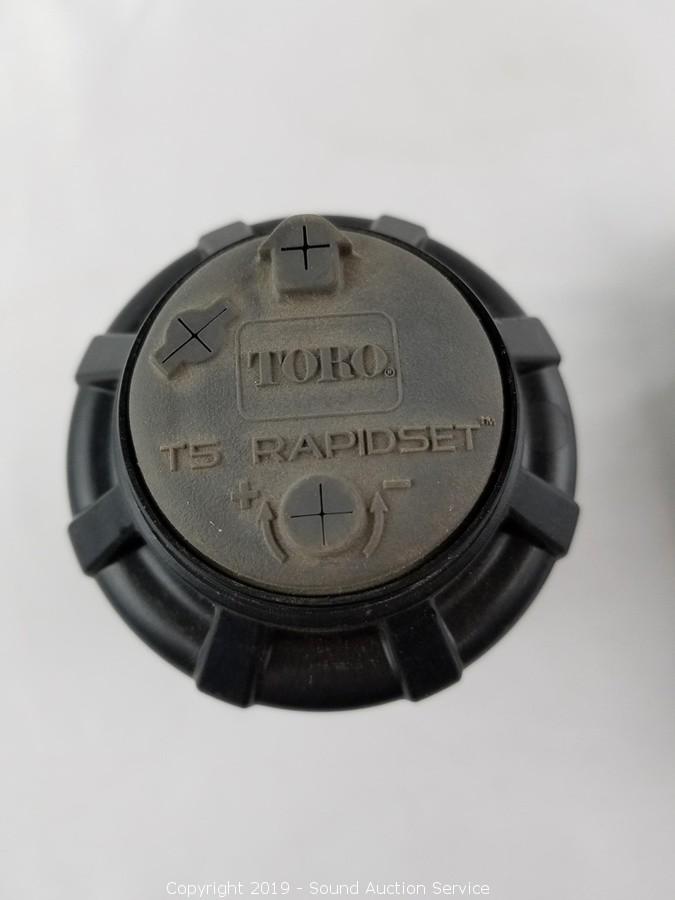 TORO®
T5 RAPIDSET™
+ -
Copyright 2019 - Sound Auction Service